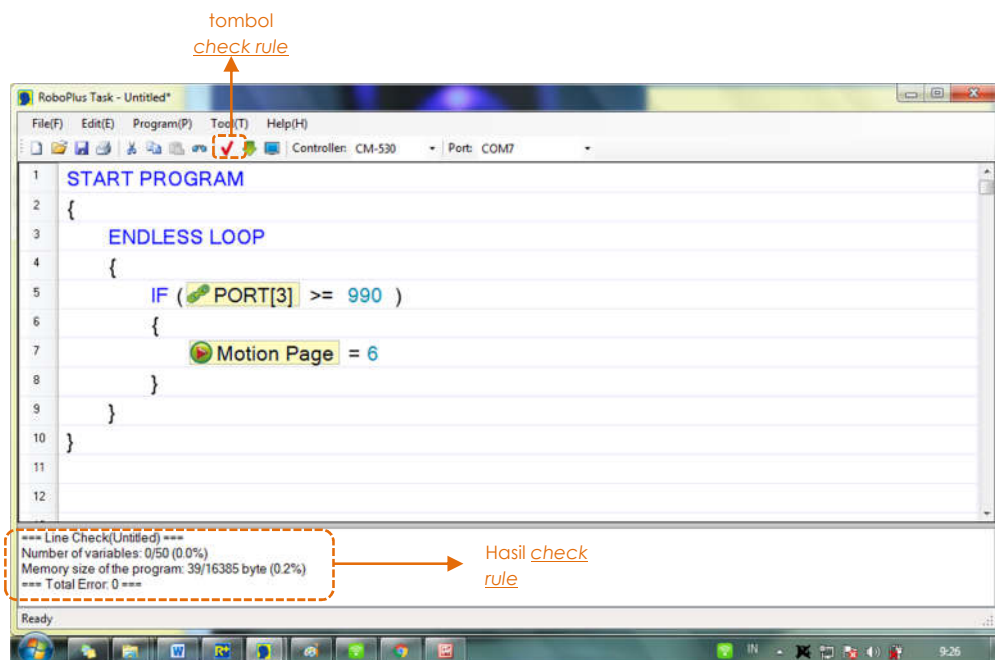 tombol
check rule
RoboPlus Task - Untitled*
File(F) Edit(E) Program(P) Tool(T) Help(H)
Controller: CM-530 Port: COM7
1 START PROGRAM
2 {
3 ENDLESS LOOP
4 {
5 IF ( PORT[3] >= 990 )
6 {
7 Motion Page = 6
8 }
9 }
10 }
11
12
=== Line Check(Untitled) ===
Number of variables: 0/50 (0.0%)
Memory size of the program: 39/16385 byte (0.2%)
=== Total Error: 0 ===
Hasil check
rule
Ready
IN 9:26